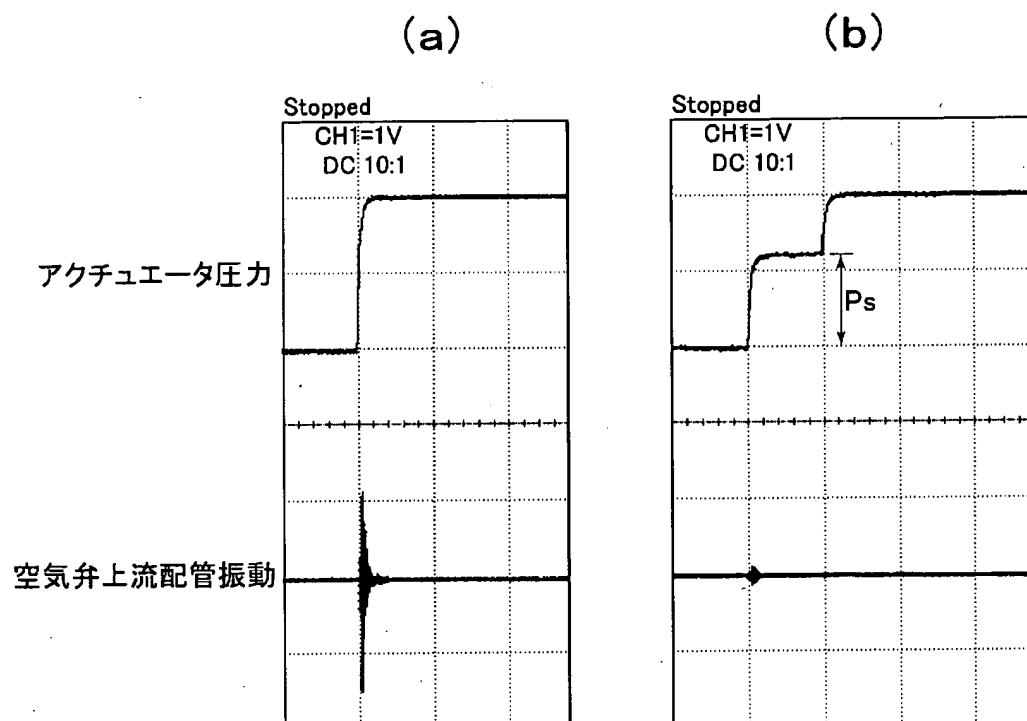 (a)
(b)
Stopped
CH1=1V
DC 10:1
Stopped
CH1=1V
DC 10:1
アクチュエータ圧力
Ps
空気弁上流配管振動